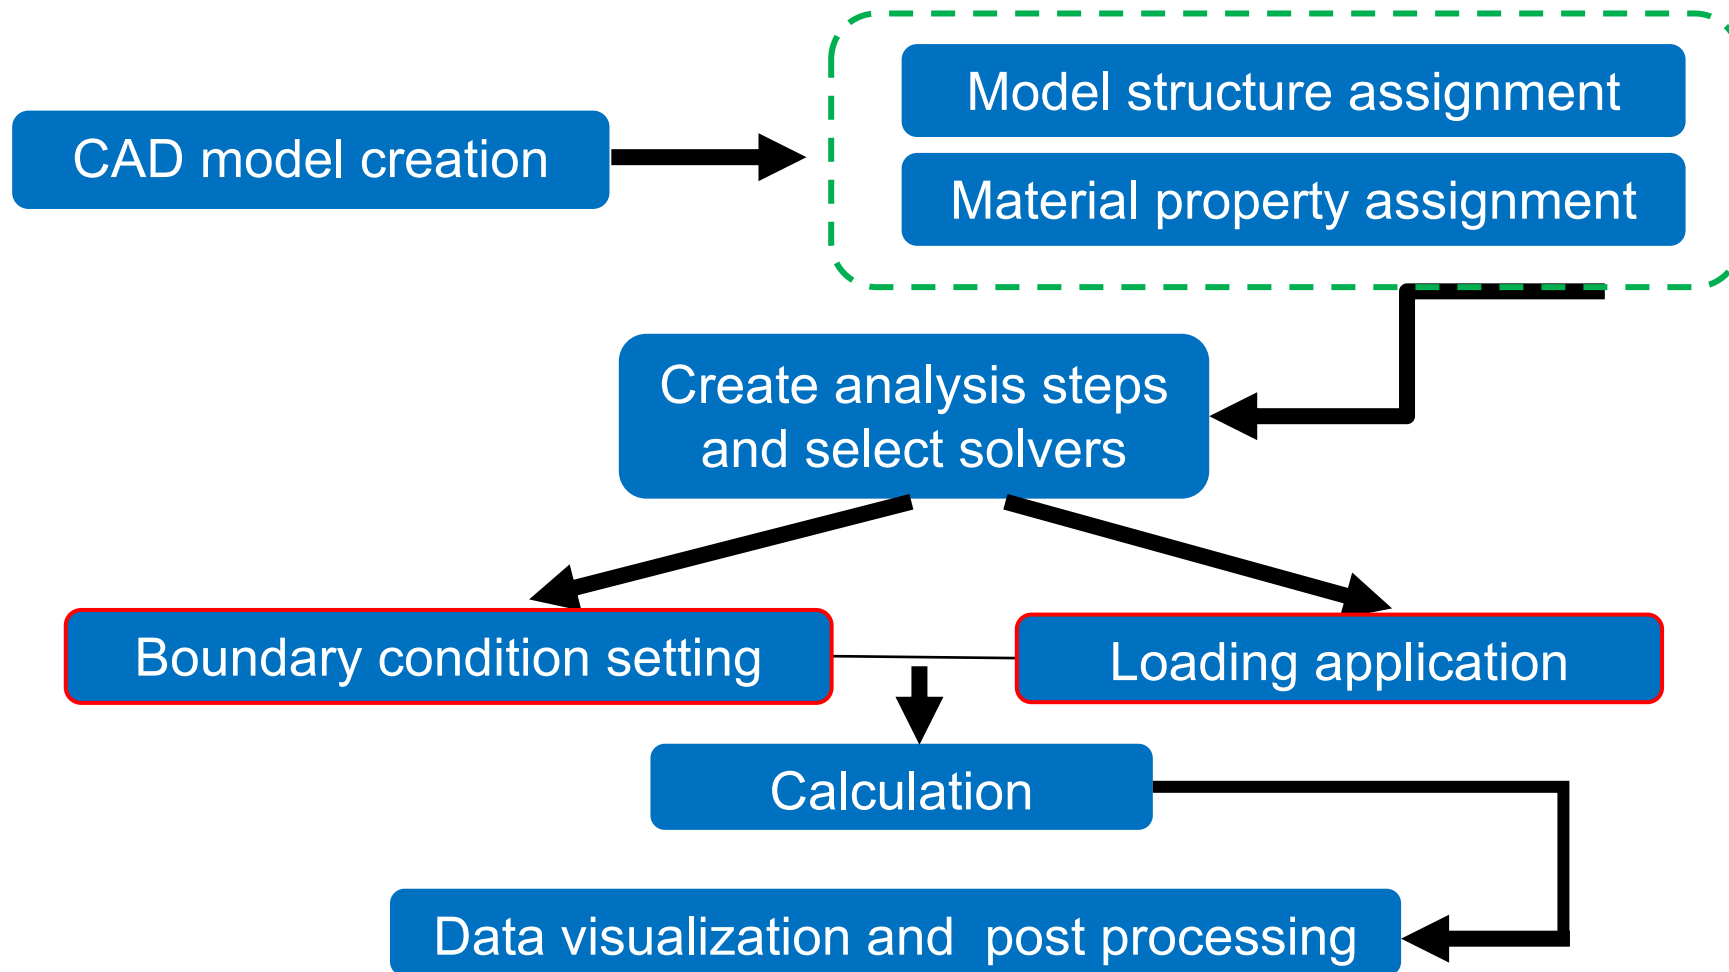 CAD model creation
Model structure assignment
Material property assignment
Create analysis steps
and select solvers
Boundary condition setting
Loading application
Calculation
Data visualization and  post processing